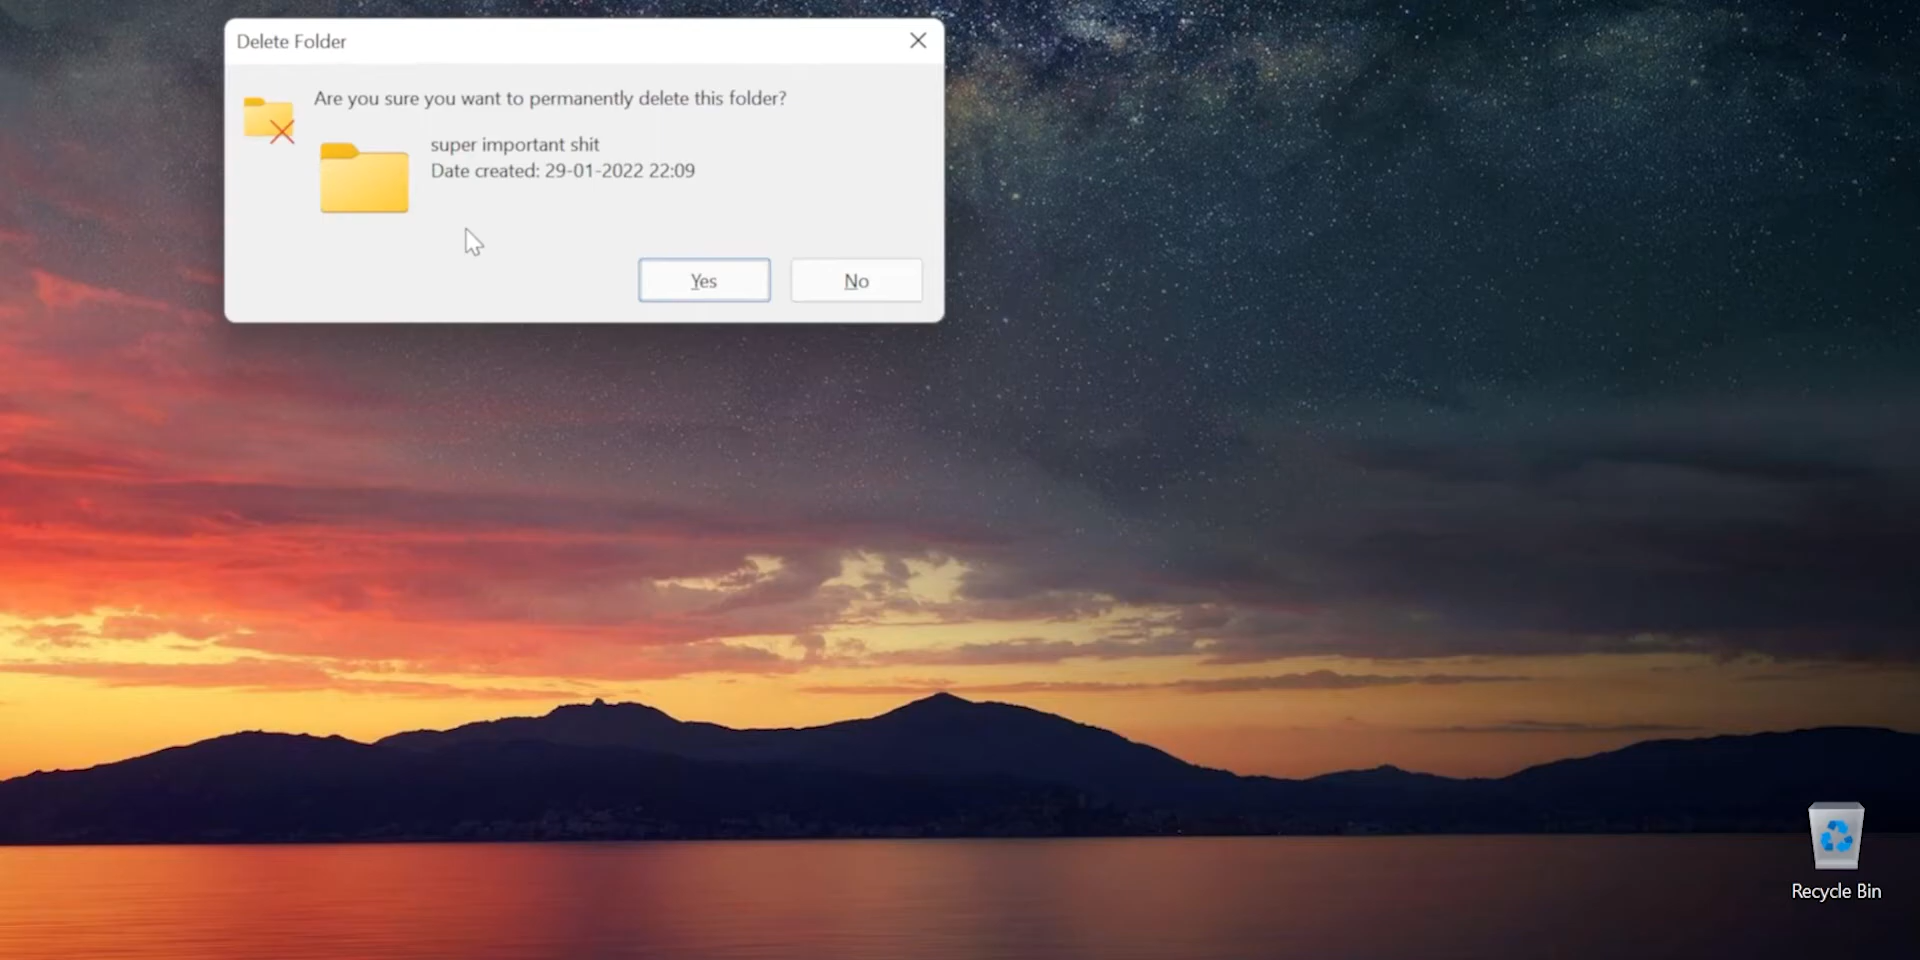 Delete Folder
Are you sure you want to permanently delete this folder?
super important shit
Date created: 29-01-2022 22:09
Yes
No
Recycle Bin